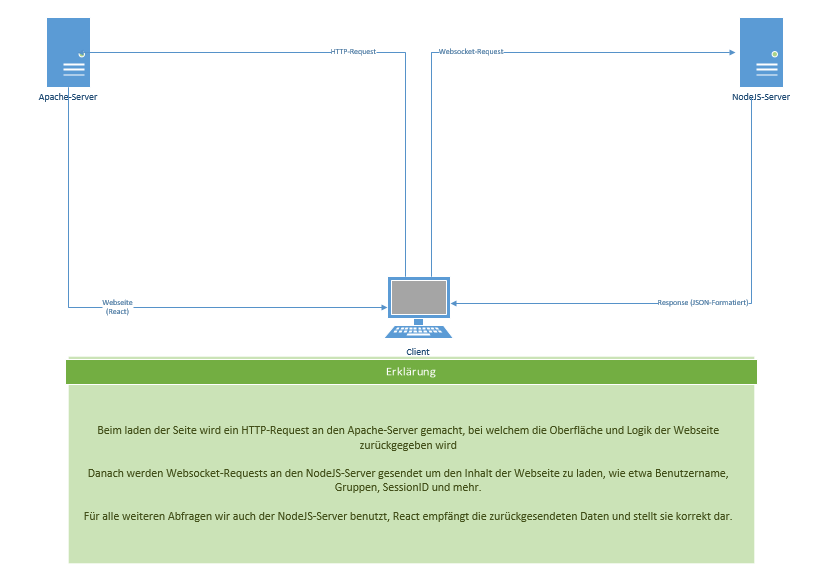 HTTP-Request
Websocket-Request
Apache-Server
NodeJS-Server
Webseite
(React)
Response (JSON-Formatiert)
Client
Erklärung
Beim laden der Seite wird ein HTTP-Request an den Apache-Server gemacht, bei welchem die Oberfläche und Logik der Webseite
zurückgegeben wird
Danach werden Websocket-Requests an den NodeJS-Server gesendet um den Inhalt der Webseite zu laden, wie etwa Benutzername,
Gruppen, SessionID und mehr.
Für alle weiteren Abfragen wir auch der NodeJS-Server benutzt, React empfängt die zurückgesendeten Daten und stellt sie korrekt dar.